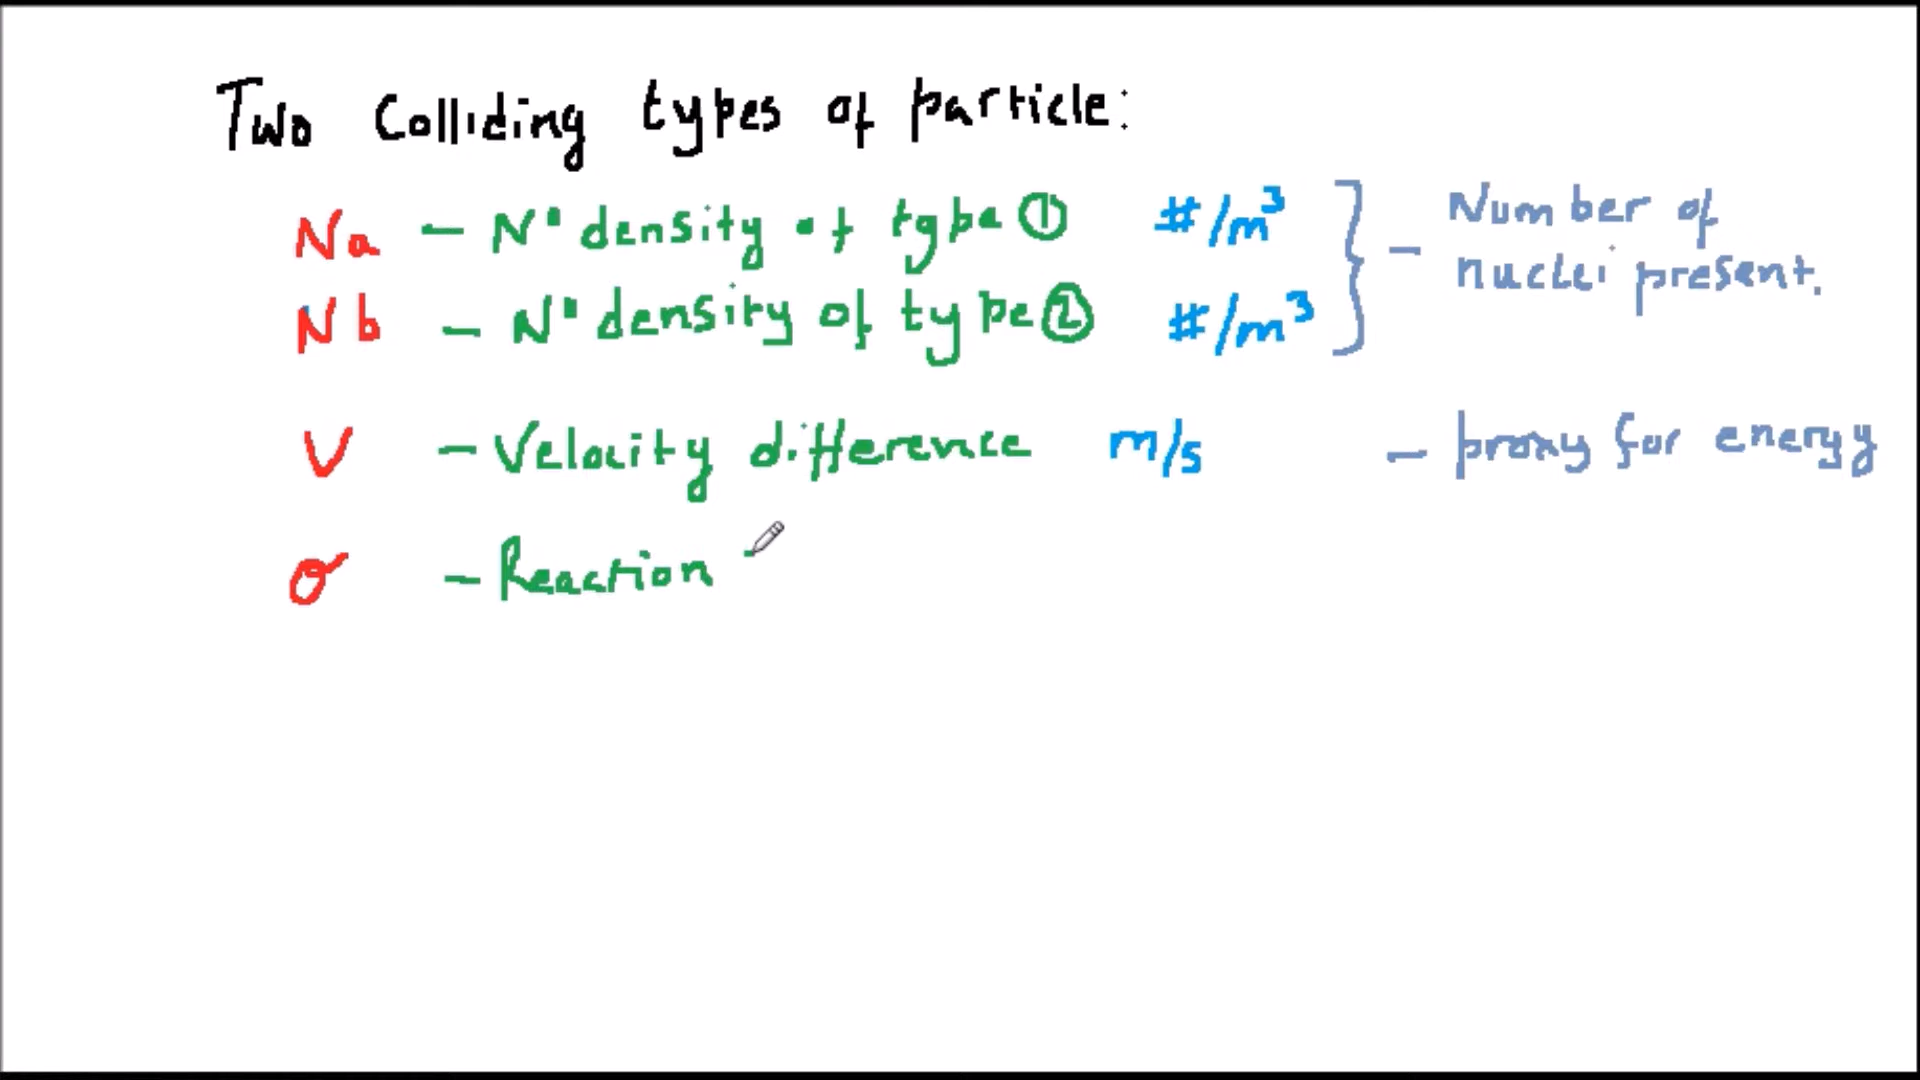 Two Colliding types of particle:
Na – N° density of type ① #/m³ } – Number of nuclei present.
Nb – N° density of type ② #/m³
V – Velocity difference m/s – proxy for energy
σ – Reaction